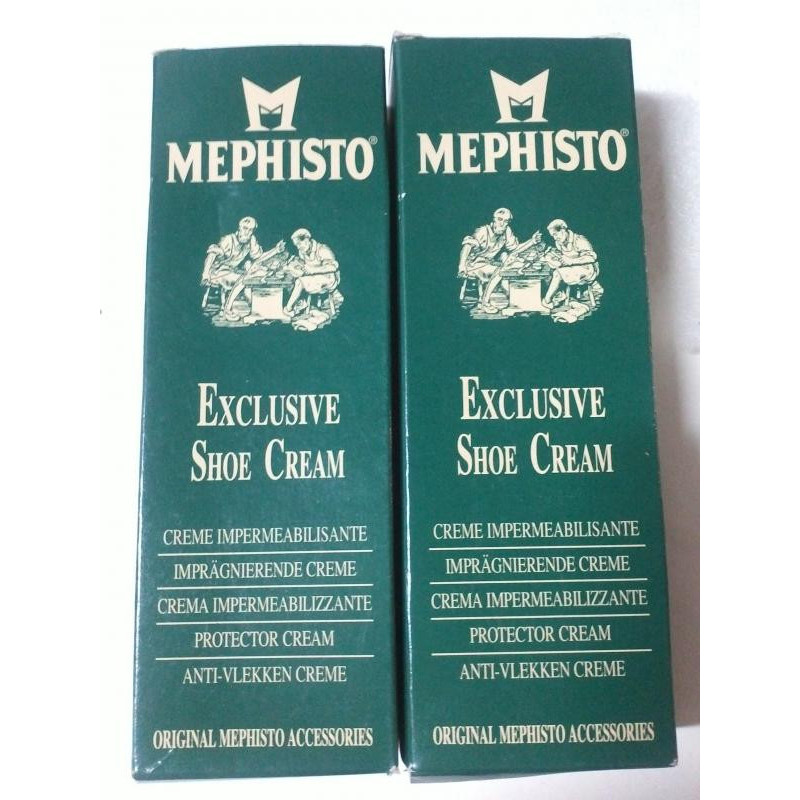 MEPHISTO®
EXCLUSIVE
SHOE CREAM
CREME IMPERMEABILISANTE
IMPRÄGNIERENDE CREME
CREMA IMPERMEABILIZZANTE
PROTECTOR CREAM
ANTI-VLEKKEN CREME
ORIGINAL MEPHISTO ACCESSORIES
MEPHISTO®
EXCLUSIVE
SHOE CREAM
CREME IMPERMEABILISANTE
IMPRÄGNIERENDE CREME
CREMA IMPERMEABILIZZANTE
PROTECTOR CREAM
ANTI-VLEKKEN CREME
ORIGINAL MEPHISTO ACCESSORIES